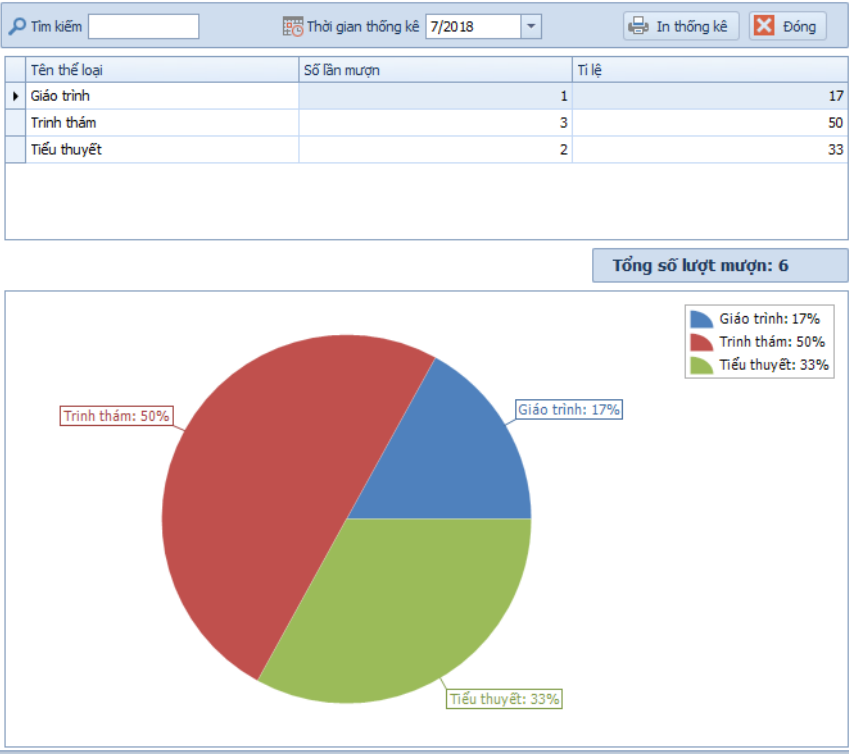 Tìm kiếm Thời gian thống kê 7/2018 In thống kê Đóng
Tên thể loại Số lần mượn Tỉ lệ
Giáo trình 1 17
Trinh thám 3 50
Tiểu thuyết 2 33
Tổng số lượt mượn: 6
Giáo trình: 17%
Trinh thám: 50%
Tiểu thuyết: 33%
Giáo trình: 17%
Trinh thám: 50%
Tiểu thuyết: 33%